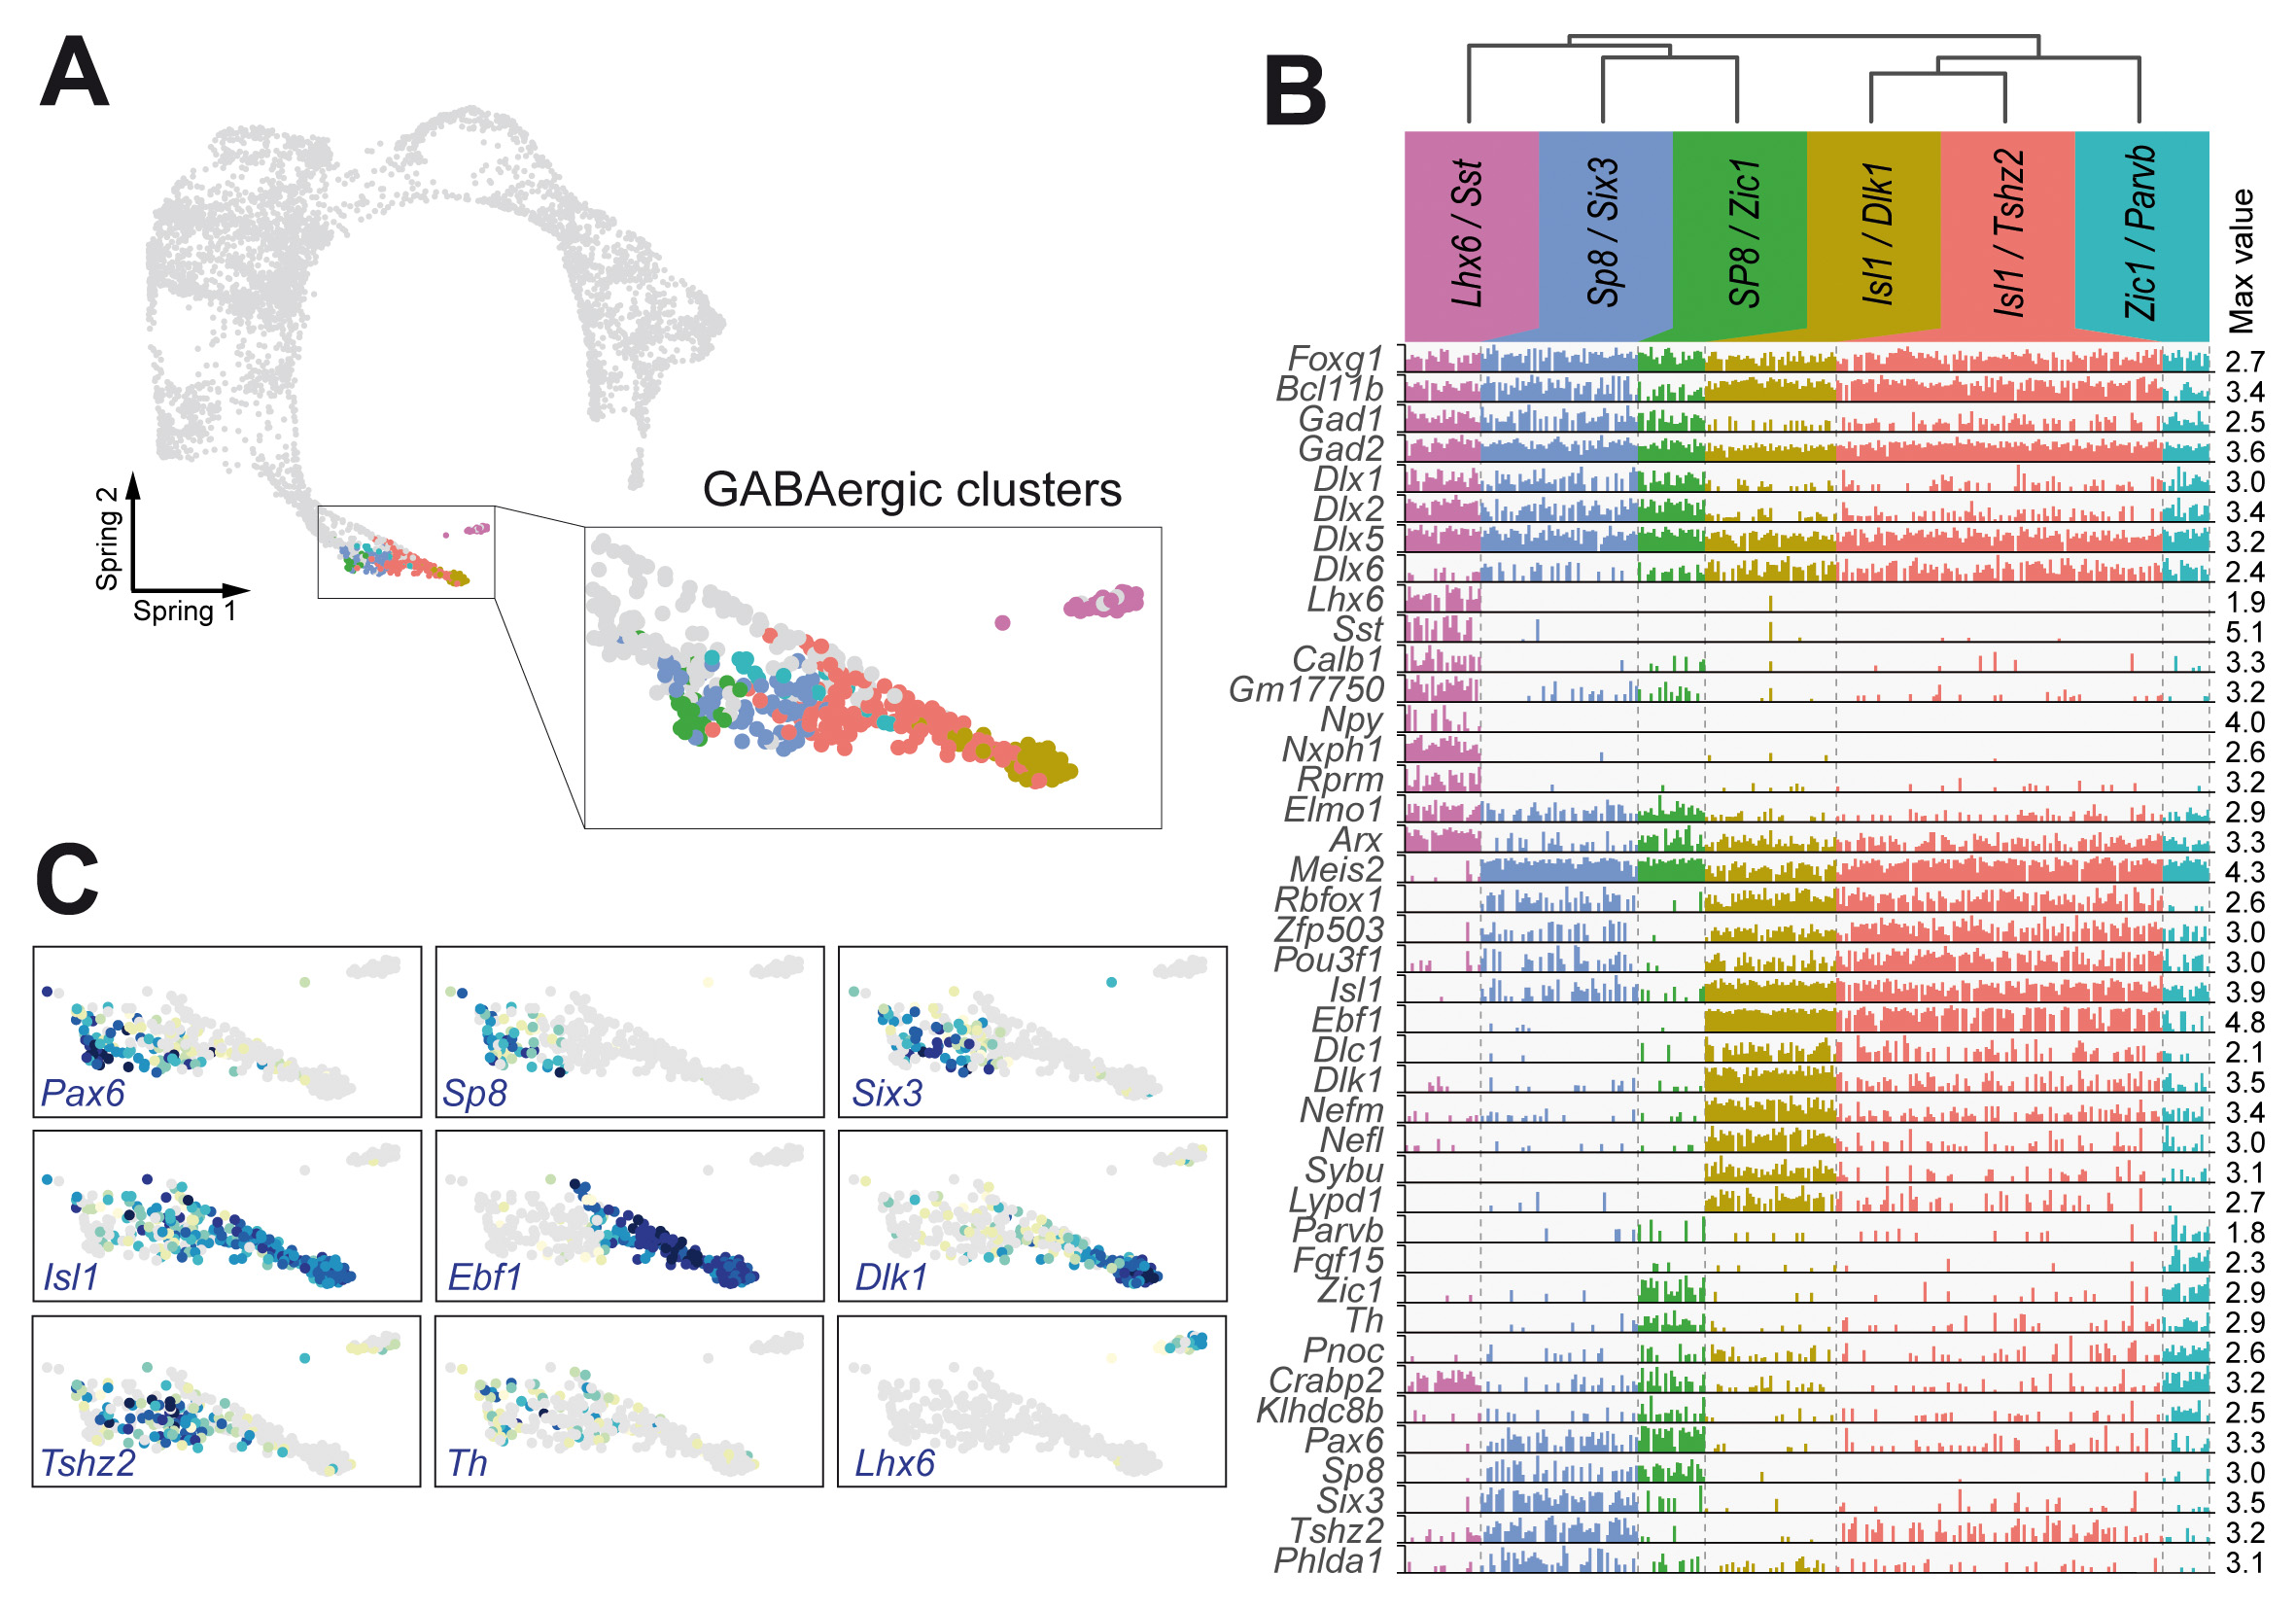 A
Spring 2
Spring 1
GABAergic clusters
B
Lhx6 / Sst
Sp8 / Six3
SP8 / Zic1
Isl1 / Dlk1
Isl1 / Tshz2
Zic1 / Parvb
Max value
Foxg1 2.7
Bcl11b 3.4
Gad1 2.5
Gad2 3.6
Dlx1 3.0
Dlx2 3.4
Dlx5 3.2
Dlx6 2.4
Lhx6 1.9
Sst 5.1
Calb1 3.3
Gm17750 3.2
Npy 4.0
Nxph1 2.6
Rprm 3.2
Elmo1 2.9
Arx 3.3
Meis2 4.3
Rbfox1 2.6
Zfp503 3.0
Pou3f1 3.0
Isl1 3.9
Ebf1 4.8
Dlc1 2.1
Dlk1 3.5
Nefm 3.4
Nefl 3.0
Sybu 3.1
Lypd1 2.7
Parvb 1.8
Fgf15 2.3
Zic1 2.9
Th 2.9
Pnoc 2.6
Crabp2 3.2
Klhdc8b 2.5
Pax6 3.3
Sp8 3.0
Six3 3.5
Tshz2 3.2
Phlda1 3.1
C
Pax6
Sp8
Six3
Isl1
Ebf1
Dlk1
Tshz2
Th
Lhx6